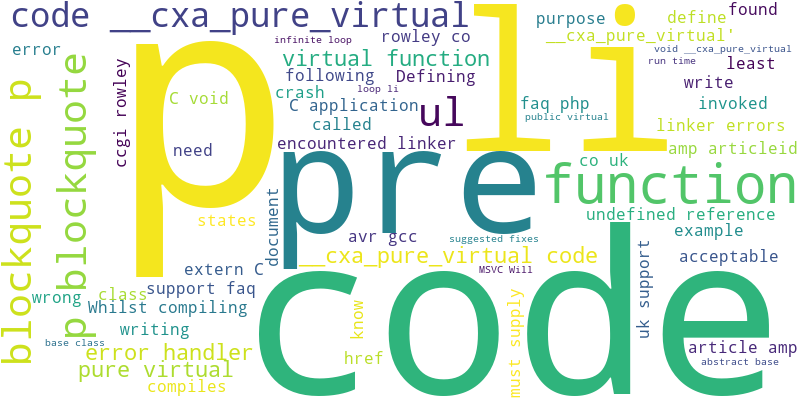 code __cxa_pure_virtual
p
li
found
purpose
define
__cxa_pure_virtual'
error
infinite loop
rowley co
void __cxa_pure_virtual
virtual function
run time
least
following
Defining
loop li
crash
write
C void
C application
faq php
invoked
ul
public virtual
called
linker errors
blockquote p
p blockquote
ccgi rowley
need
encountered linker
amp articleid
pre
co uk
function
document
states
undefined reference
example
avr gcc
suggested fixes
__cxa_pure_virtual code
uk support
acceptable
extern C
MSVC Will
code
support faq
class
wrong
Whilst compiling
know
must supply
writing
base class
error handler
href
article amp
abstract base
pure virtual
compiles